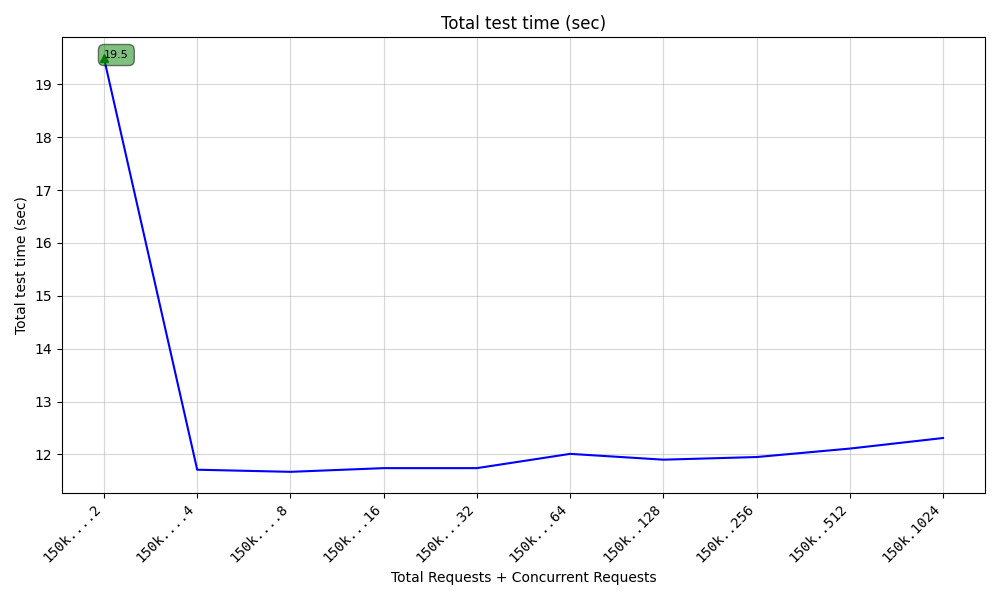 Total test time (sec)
19.5
Total test time (sec)
19
18
17
16
15
14
13
12
150k....2
150k....4
150k....8
150k...16
150k...32
150k...64
150k..128
150k..256
150k..512
150k.1024
Total Requests + Concurrent Requests